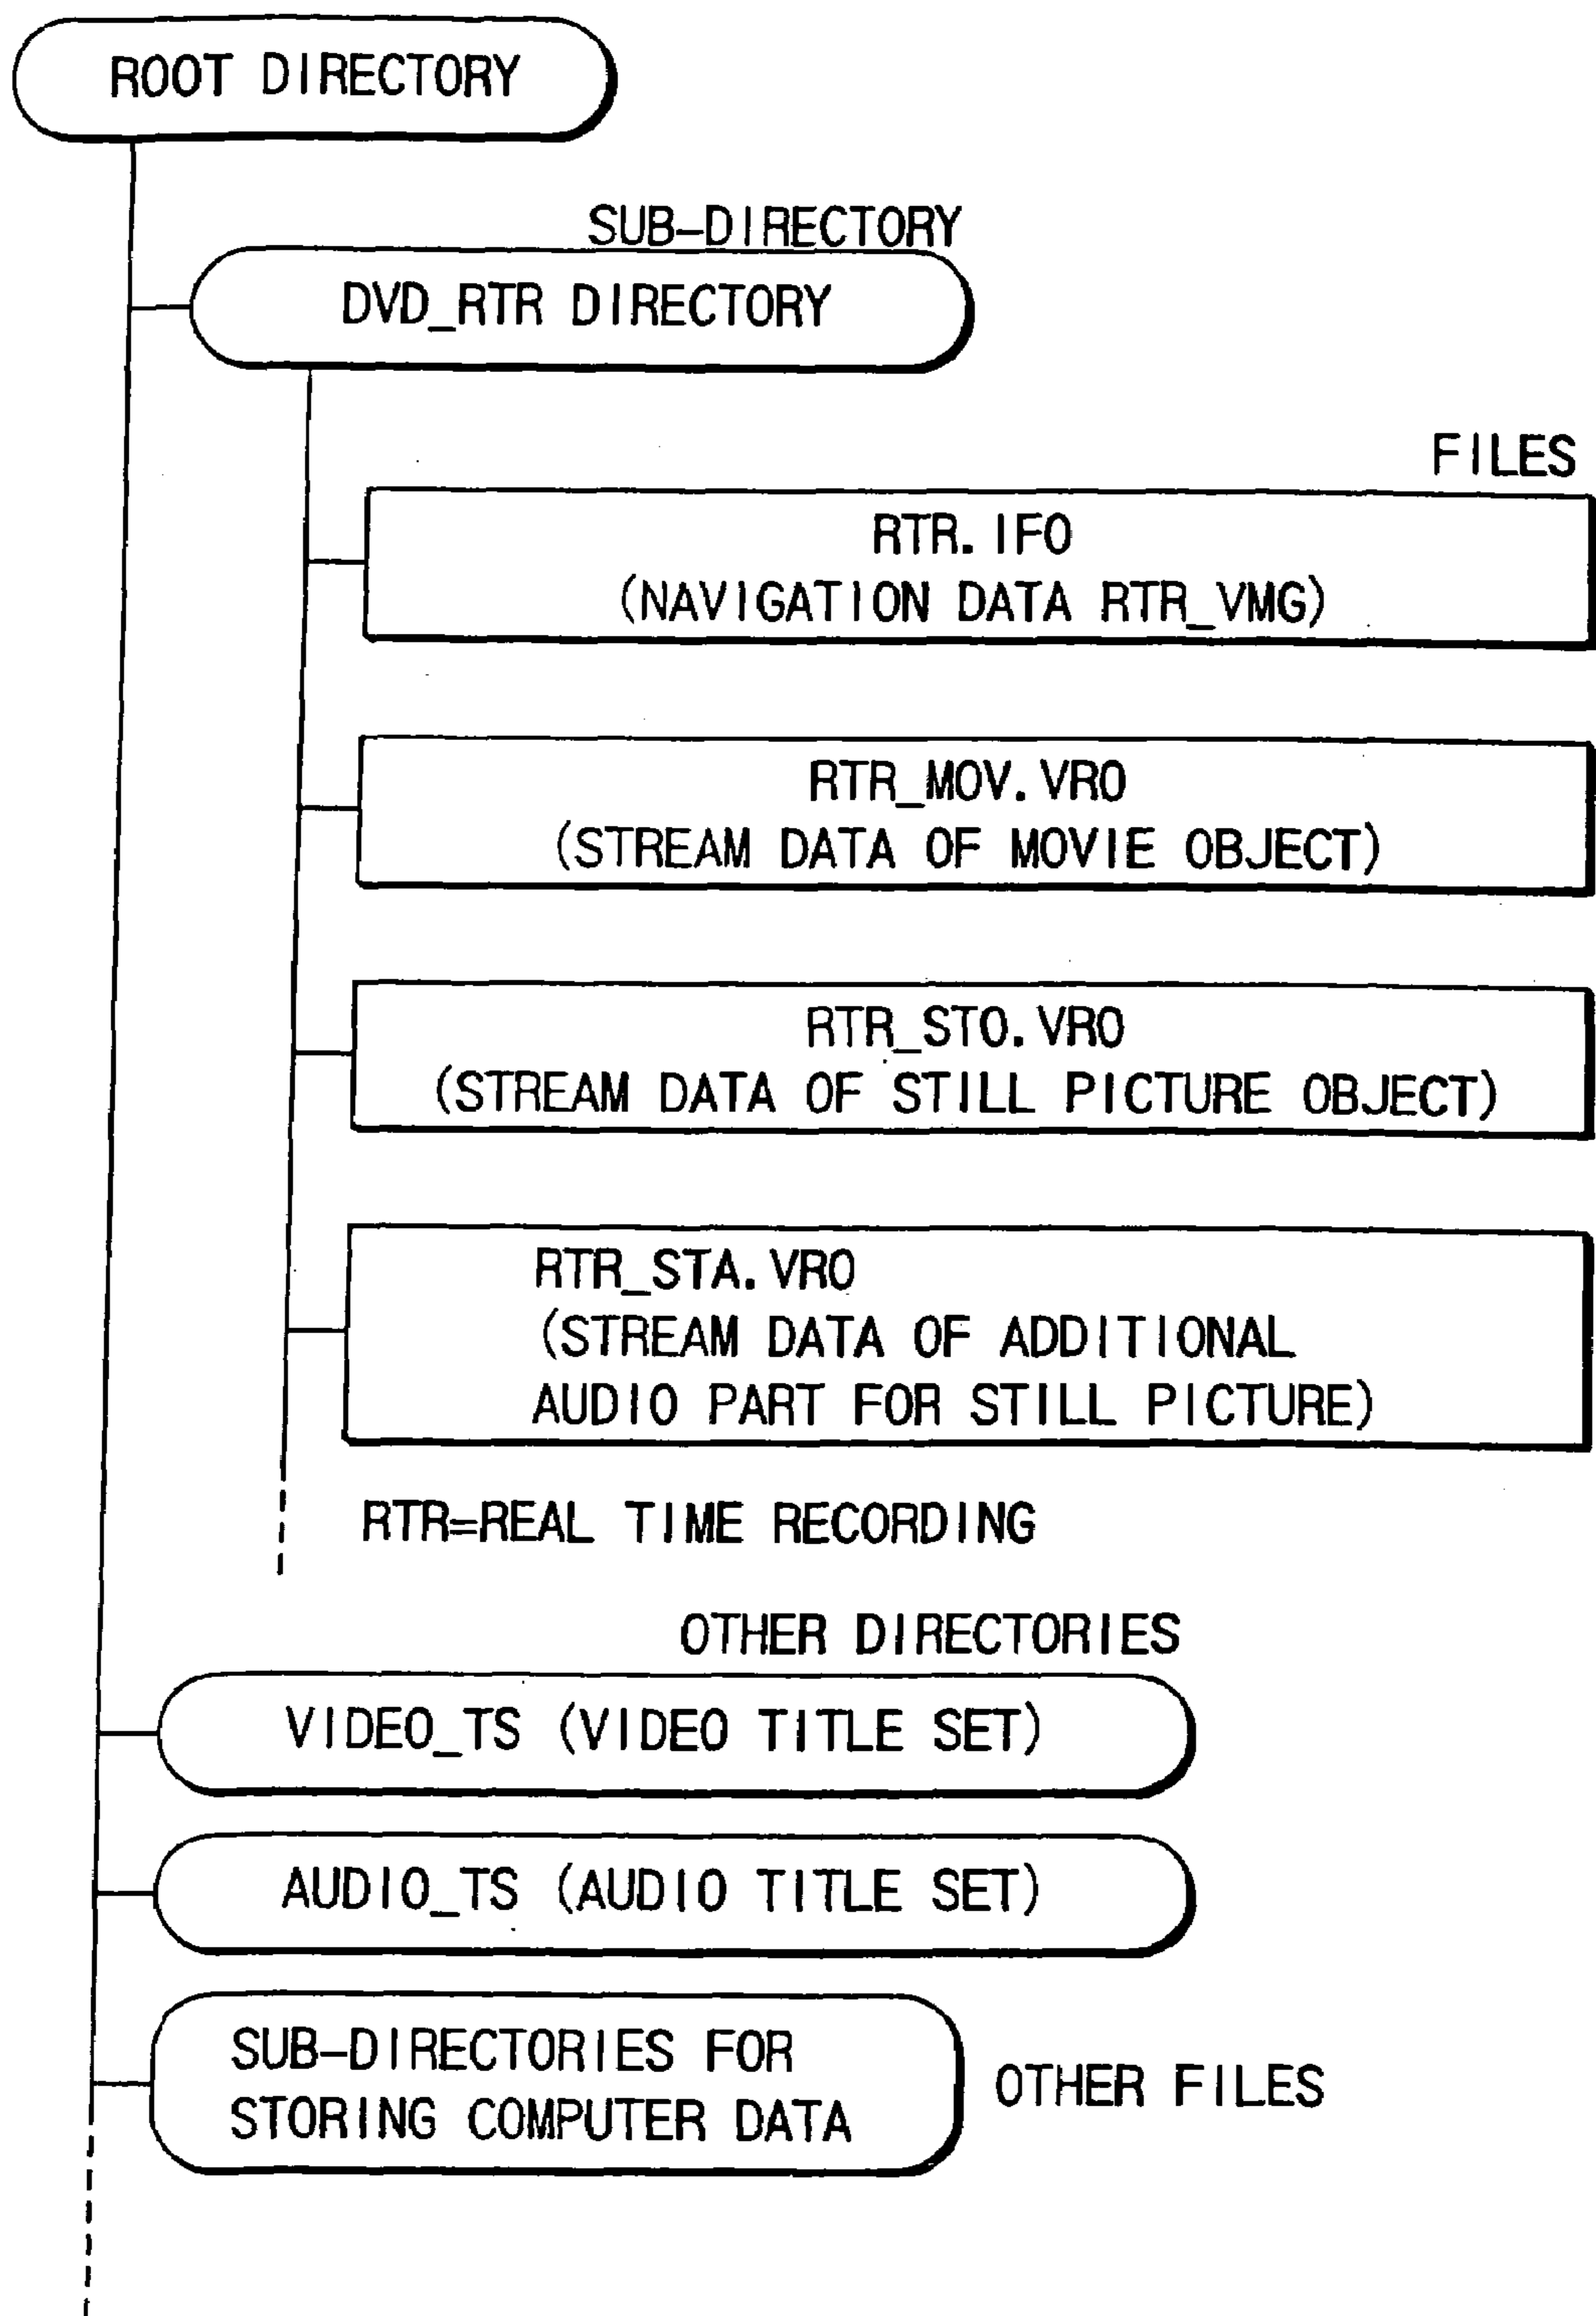 ROOT DIRECTORY
SUB-DIRECTORY
DVD_RTR DIRECTORY
FILES
RTR.IFO
(NAVIGATION DATA RTR_VMG)
RTR_MOV.VRO
(STREAM DATA OF MOVIE OBJECT)
RTR_STO.VRO
(STREAM DATA OF STILL PICTURE OBJECT)
RTR_STA.VRO
(STREAM DATA OF ADDITIONAL
AUDIO PART FOR STILL PICTURE)
RTR=REAL TIME RECORDING
OTHER DIRECTORIES
VIDEO_TS (VIDEO TITLE SET)
AUDIO_TS (AUDIO TITLE SET)
SUB-DIRECTORIES FOR
STORING COMPUTER DATA
OTHER FILES